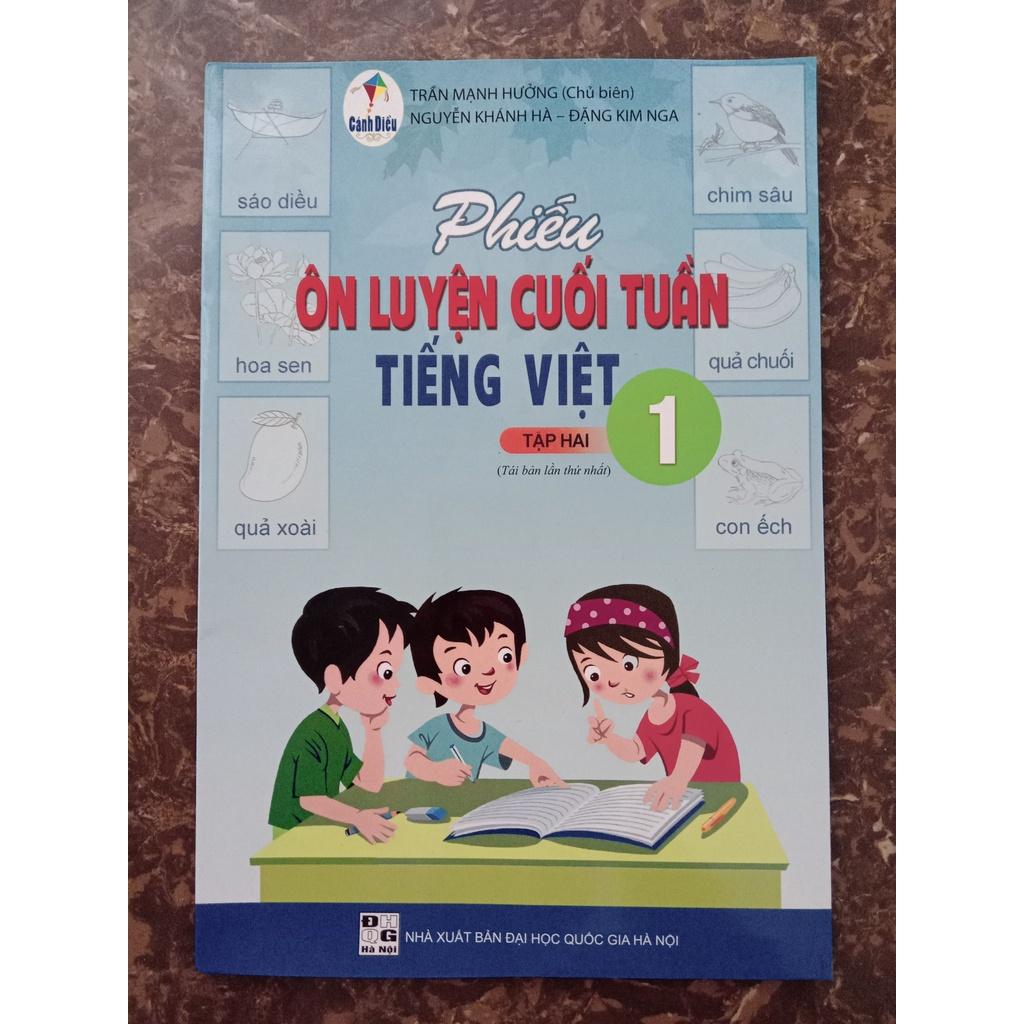 Cánh Diều
TRẦN MẠNH HƯỞNG (Chủ biên)
NGUYỄN KHÁNH HÀ – ĐẶNG KIM NGA
sáo diều
chim sâu
Phiếu
ÔN LUYỆN CUỐI TUẦN
TIẾNG VIỆT
1
TẬP HAI
(Tái bản lần thứ nhất)
hoa sen
quả chuối
quả xoài
con ếch
ĐH
QG
Hà Nội
NHÀ XUẤT BẢN ĐẠI HỌC QUỐC GIA HÀ NỘI